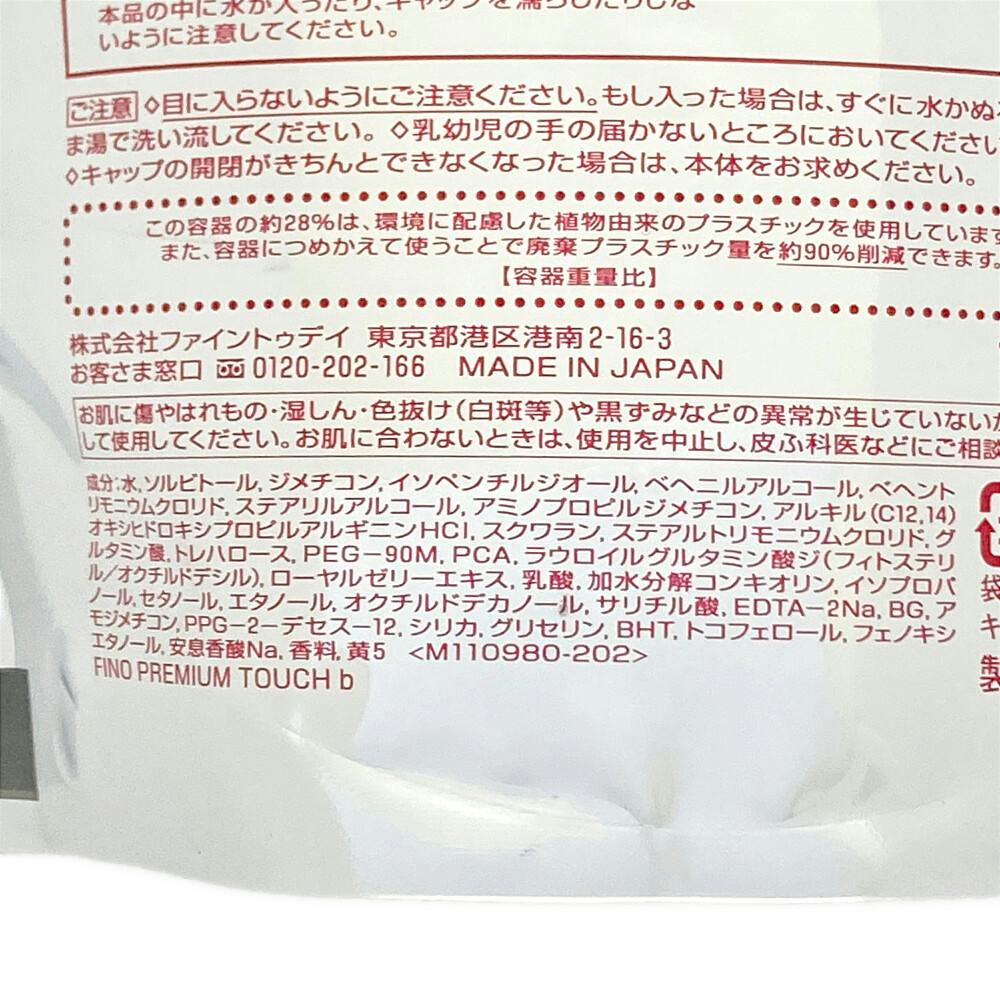 本品の中に水が入ったり、キャップを濡らしたりしな
いように注意してください。
ご注意 ◇目に入らないようにご注意ください。もし入った場合は、すぐに水かぬる
ま湯で洗い流してください。◇乳幼児の手の届かないところにおいてください
◇キャップの開閉がきちんとできなくなった場合は、本体をお求めください。
この容器の約28%は、環境に配慮した植物由来のプラスチックを使用しています
また、容器につめかえて使うことで廃棄プラスチック量を約90%削減できます。
【容器重量比】
株式会社ファイントゥデイ 東京都港区港南2-16-3
お客さま窓口 0120-202-166 MADE IN JAPAN
お肌に傷やはれもの・湿しん・色抜け(白斑等)や黒ずみなどの異常が生じていないか
して使用してください。お肌に合わないときは、使用を中止し、皮ふ科医などにご相談
成分:水,ソルビトール,ジメチコン,イソペンチルジオール,ベヘニルアルコール,ベヘント
リモニウムクロリド,ステアリルアルコール,アミノプロピルジメチコン,アルキル(C12,14)
オキシヒドロキシプロピルアルギニンHCl,スクワラン,ステアルトリモニウムクロリド,グ
ルタミン酸,トレハロース,PEG-90M,PCA,ラウロイルグルタミン酸ジ(フィトステリ
ル/オクチルドデシル),ローヤルゼリーエキス,乳酸,加水分解コンキオリン,イソプロパ
ノール,セタノール,エタノール,オクチルドデカノール,サリチル酸,EDTA-2Na,BG,ア
モジメチコン,PPG-2-デセス-12,シリカ,グリセリン,BHT,トコフェロール,フェノキシ
エタノール,安息香酸Na,香料,黄5 <M110980-202>
FINO PREMIUM TOUCH b
袋
キ
製